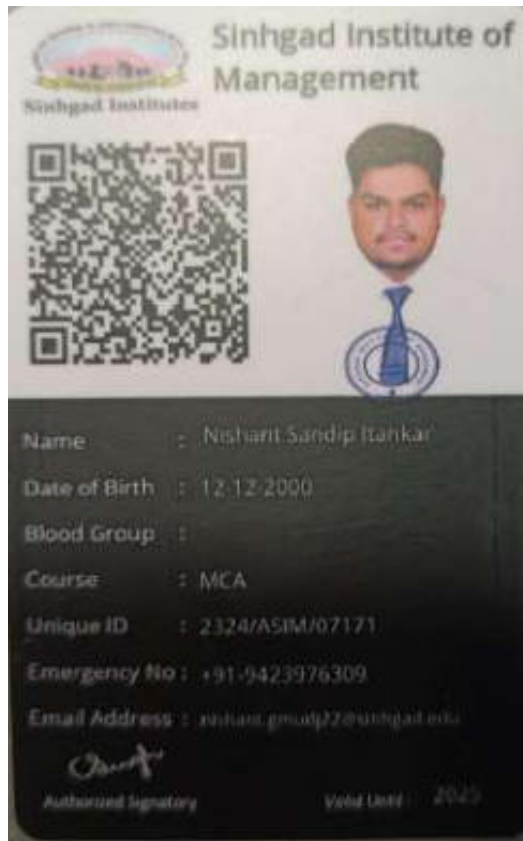 Sinhgad Institute of
Management
Sinhgad Institutes
Name : Nishant Sandip Itankar
Date of Birth : 12-12-2000
Blood Group :
Course : MCA
Unique ID : 2324/ASIM/07171
Emergency No : +91-9423976309
Email Address :
Authorized Signatory
Valid Until : 2025